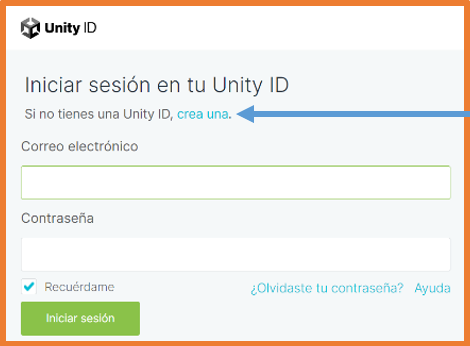 Unity ID
Iniciar sesión en tu Unity ID
Si no tienes una Unity ID, crea una.
Correo electrónico
Contraseña
Recuérdame ¿Olvidaste tu contraseña? Ayuda
Iniciar sesión